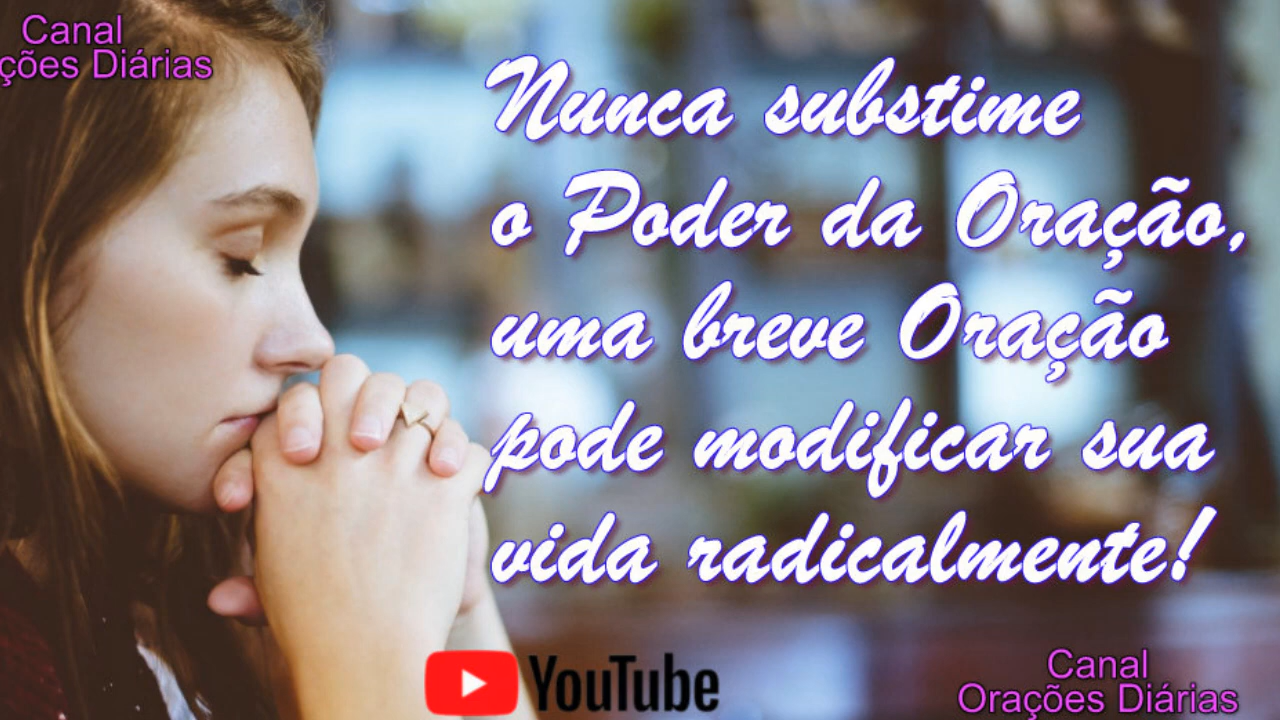 Canal
ções Diárias
Nunca substime
o Poder da Oração,
uma breve Oração
pode modificar sua
vida radicalmente!
YouTube
Canal
Orações Diárias